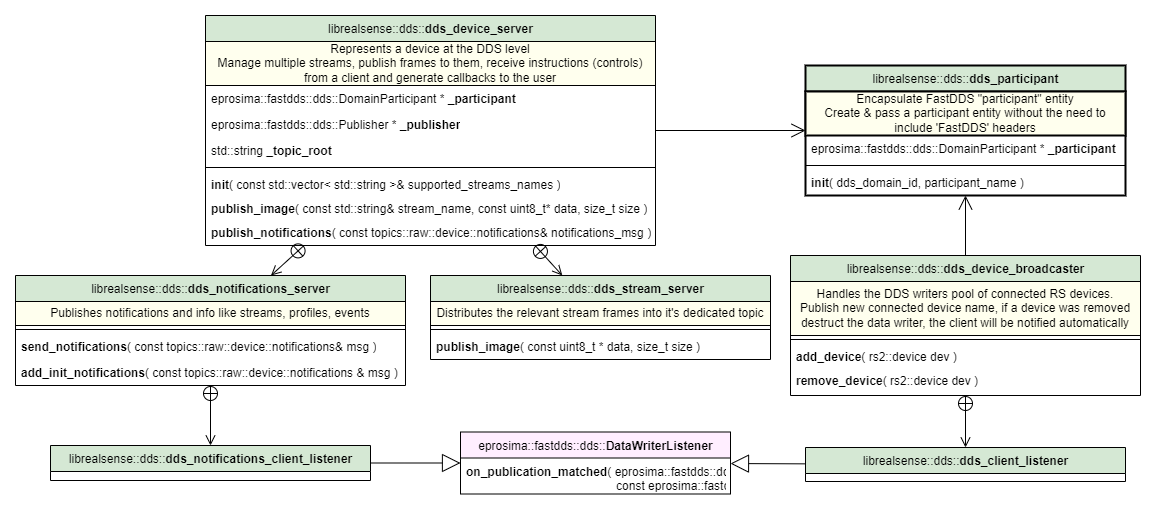 librealsense::dds::dds_device_server
Represents a device at the DDS level
Manage multiple streams, publish frames to them, receive instructions (controls)
from a client and generate callbacks to the user
eprosima::fastdds::dds::DomainParticipant * _participant
eprosima::fastdds::dds::Publisher * _publisher
std::string _topic_root
init( const std::vector< std::string >& supported_streams_names )
publish_image( const std::string& stream_name, const uint8_t* data, size_t size )
publish_notifications( const topics::raw::device::notifications& notifications_msg )
librealsense::dds::dds_participant
Encapsulate FastDDS "participant" entity
Create & pass a participant entity without the need to
include 'FastDDS' headers
eprosima::fastdds::dds::DomainParticipant * _participant
init( dds_domain_id, participant_name )
librealsense::dds::dds_notifications_server
Publishes notifications and info like streams, profiles, events
send_notifications( const topics::raw::device::notifications& msg )
add_init_notifications( const topics::raw::device::notifications & msg )
librealsense::dds::dds_stream_server
Distributes the relevant stream frames into it's dedicated topic
publish_image( const uint8_t * data, size_t size )
librealsense::dds::dds_device_broadcaster
Handles the DDS writers pool of connected RS devices.
Publish new connected device name, if a device was removed
destruct the data writer, the client will be notified automatically
add_device( rs2::device dev )
remove_device( rs2::device dev )
librealsense::dds::dds_notifications_client_listener
eprosima::fastdds::dds::DataWriterListener
on_publication_matched( eprosima::fastdds::
const eprosima::
librealsense::dds::dds_client_listener